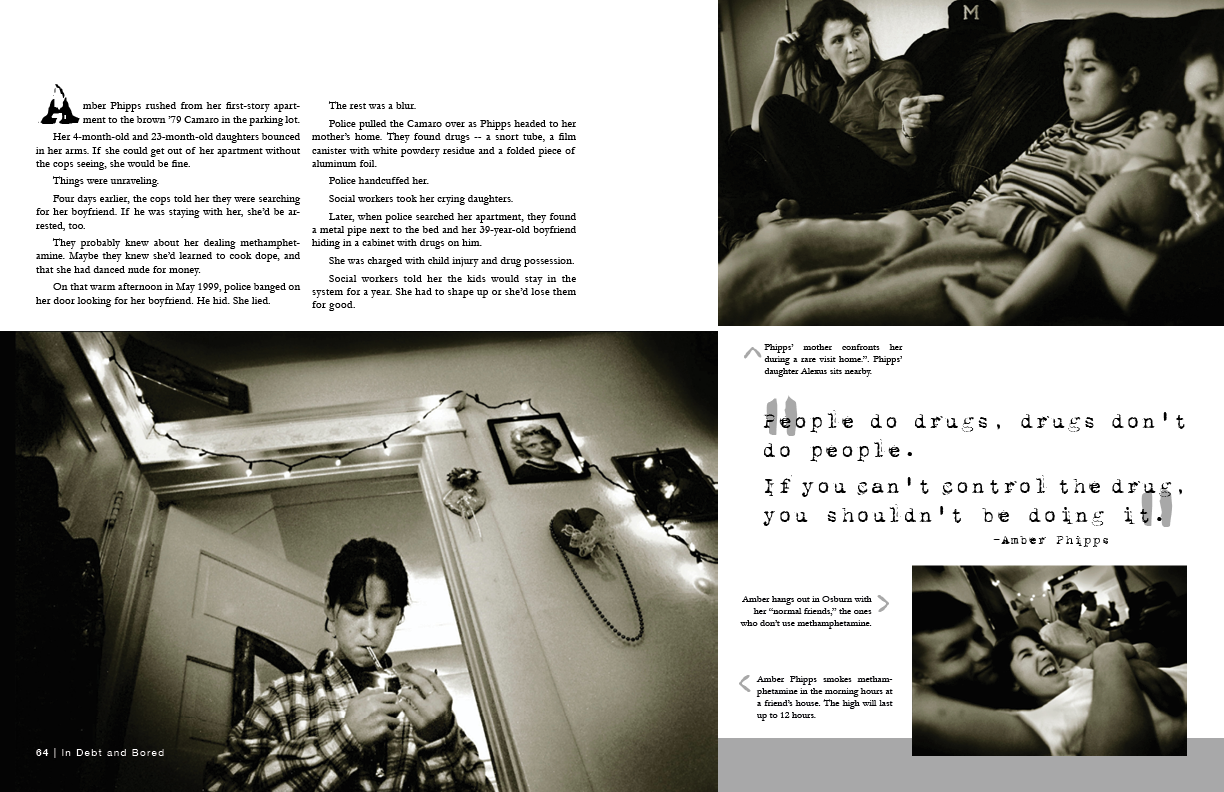 Amber Phipps rushed from her first-story apart-
ment to the brown ’79 Camaro in the parking lot.
Her 4-month-old and 23-month-old daughters bounced
in her arms. If she could get out of her apartment without
the cops seeing, she would be fine.
Things were unraveling.
Four days earlier, the cops told her they were searching
for her boyfriend. If he was staying with her, she’d be ar-
rested, too.
They probably knew about her dealing methamphet-
amine. Maybe they knew she’d learned to cook dope, and
that she had danced nude for money.
On that warm afternoon in May 1999, police banged on
her door looking for her boyfriend. He hid. She lied.
The rest was a blur.
Police pulled the Camaro over as Phipps headed to her
mother’s home. They found drugs -- a snort tube, a film
canister with white powdery residue and a folded piece of
aluminum foil.
Police handcuffed her.
Social workers took her crying daughters.
Later, when police searched her apartment, they found
a metal pipe next to the bed and her 39-year-old boyfriend
hiding in a cabinet with drugs on him.
She was charged with child injury and drug possession.
Social workers told her the kids would stay in the
system for a year. She had to shape up or she’d lose them
for good.
M
Phipps’ mother confronts her
during a rare visit home.”. Phipps’
daughter Alexus sits nearby.
"People do drugs, drugs don't
do people.
If you can't control the drug,
you shouldn't be doing it."
-Amber Phipps
Amber hangs out in Osburn with
her “normal friends,” the ones
who don’t use methamphetamine.
Amber Phipps smokes metham-
phetamine in the morning hours at
a friend’s house. The high will last
up to 12 hours.
64 | In Debt and Bored